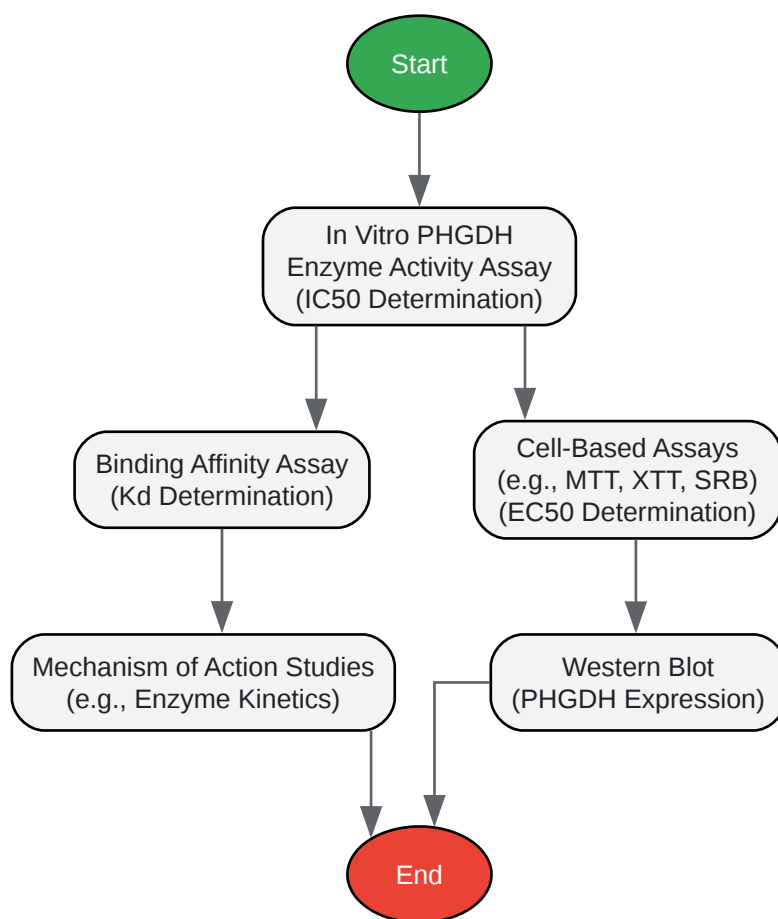 Start
In Vitro PHGDH
Enzyme Activity Assay
(IC50 Determination)
Binding Affinity Assay
(Kd Determination)
Cell-Based Assays
(e.g., MTT, XTT, SRB)
(EC50 Determination)
Mechanism of Action Studies
(e.g., Enzyme Kinetics)
Western Blot
(PHGDH Expression)
End